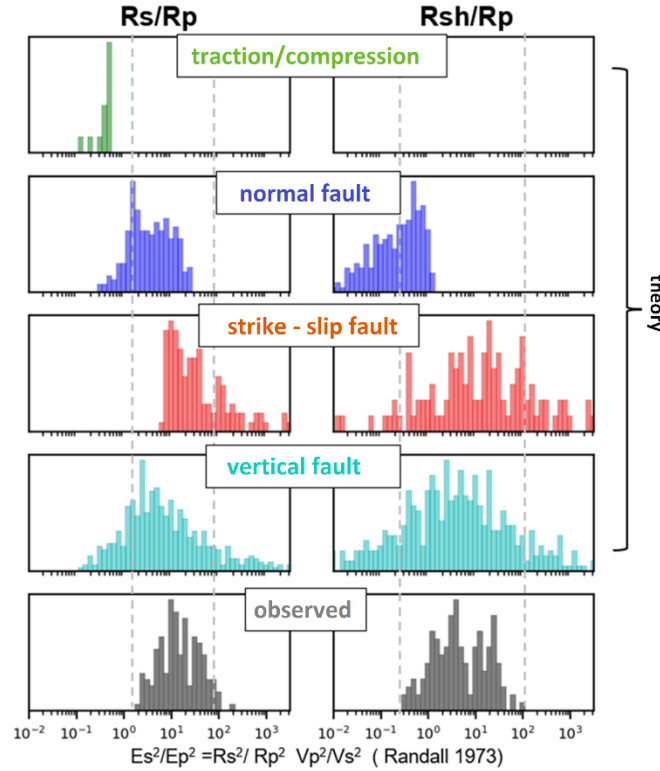 Rs/Rp Rsh/Rp
traction/compression
normal fault
strike - slip fault
vertical fault
observed
theory
10⁻² 10⁻¹ 10⁰ 10¹ 10² 10³ 10⁻² 10⁻¹ 10⁰ 10¹ 10² 10³
Es²/Ep² =Rs²/ Rp² Vp²/Vs² ( Randall 1973)